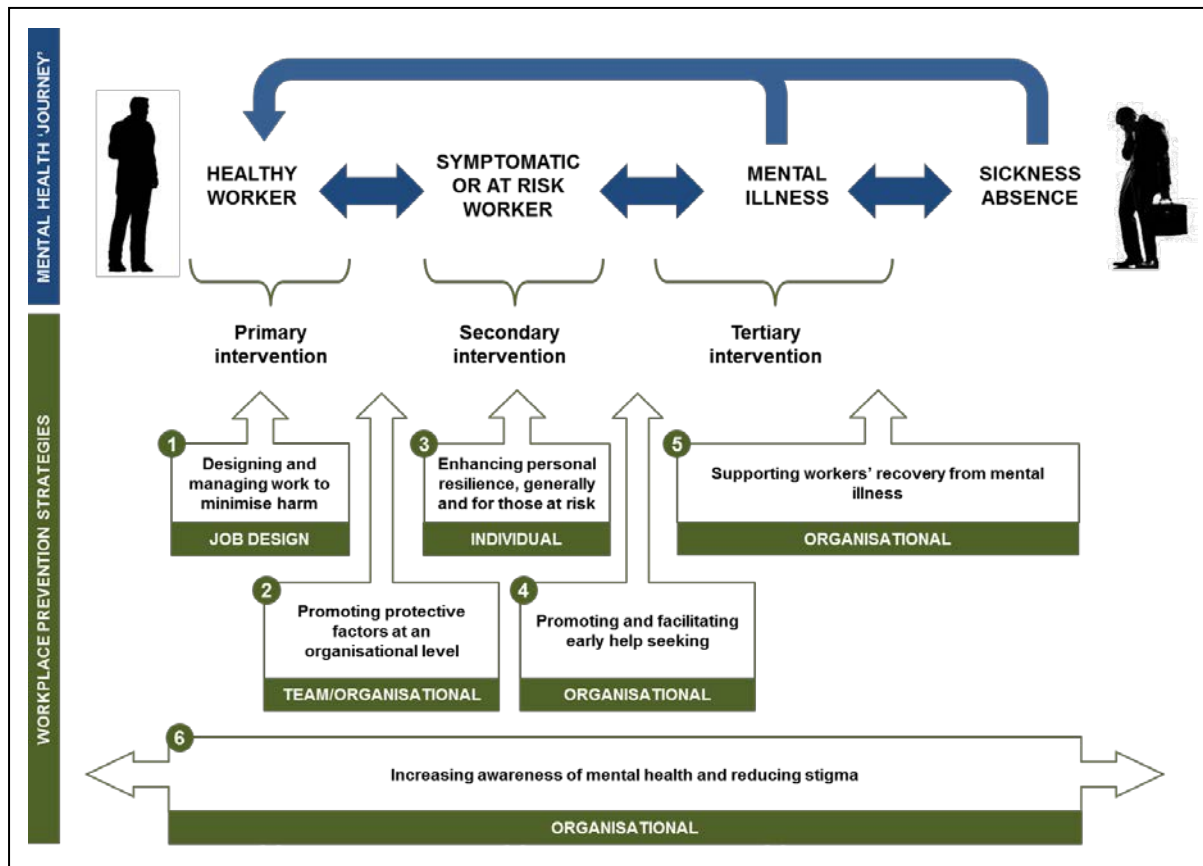 MENTAL HEALTH ‘JOURNEY’
HEALTHY
WORKER
SYMPTOMATIC
OR AT RISK
WORKER
MENTAL
ILLNESS
SICKNESS
ABSENCE
WORKPLACE PREVENTION STRATEGIES
Primary
intervention
Secondary
intervention
Tertiary
intervention
1
Designing and
managing work to
minimise harm
JOB DESIGN
3
Enhancing personal
resilience, generally
and for those at risk
INDIVIDUAL
5
Supporting workers’ recovery from mental
illness
ORGANISATIONAL
2
Promoting protective
factors at an
organisational level
TEAM/ORGANISATIONAL
4
Promoting and facilitating
early help seeking
ORGANISATIONAL
6
Increasing awareness of mental health and reducing stigma
ORGANISATIONAL